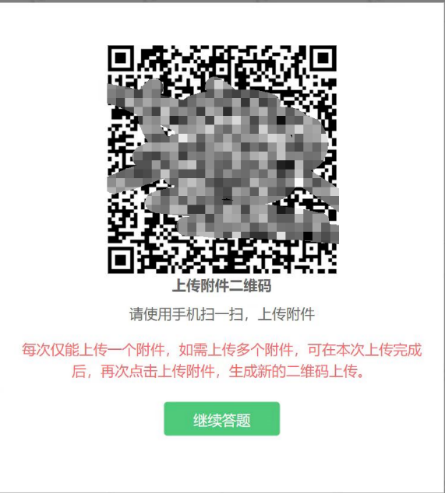 上传附件二维码
请使用手机扫一扫，上传附件
每次仅能上传一个附件，如需上传多个附件，可在本次上传完成
后，再次点击上传附件，生成新的二维码上传。
继续答题